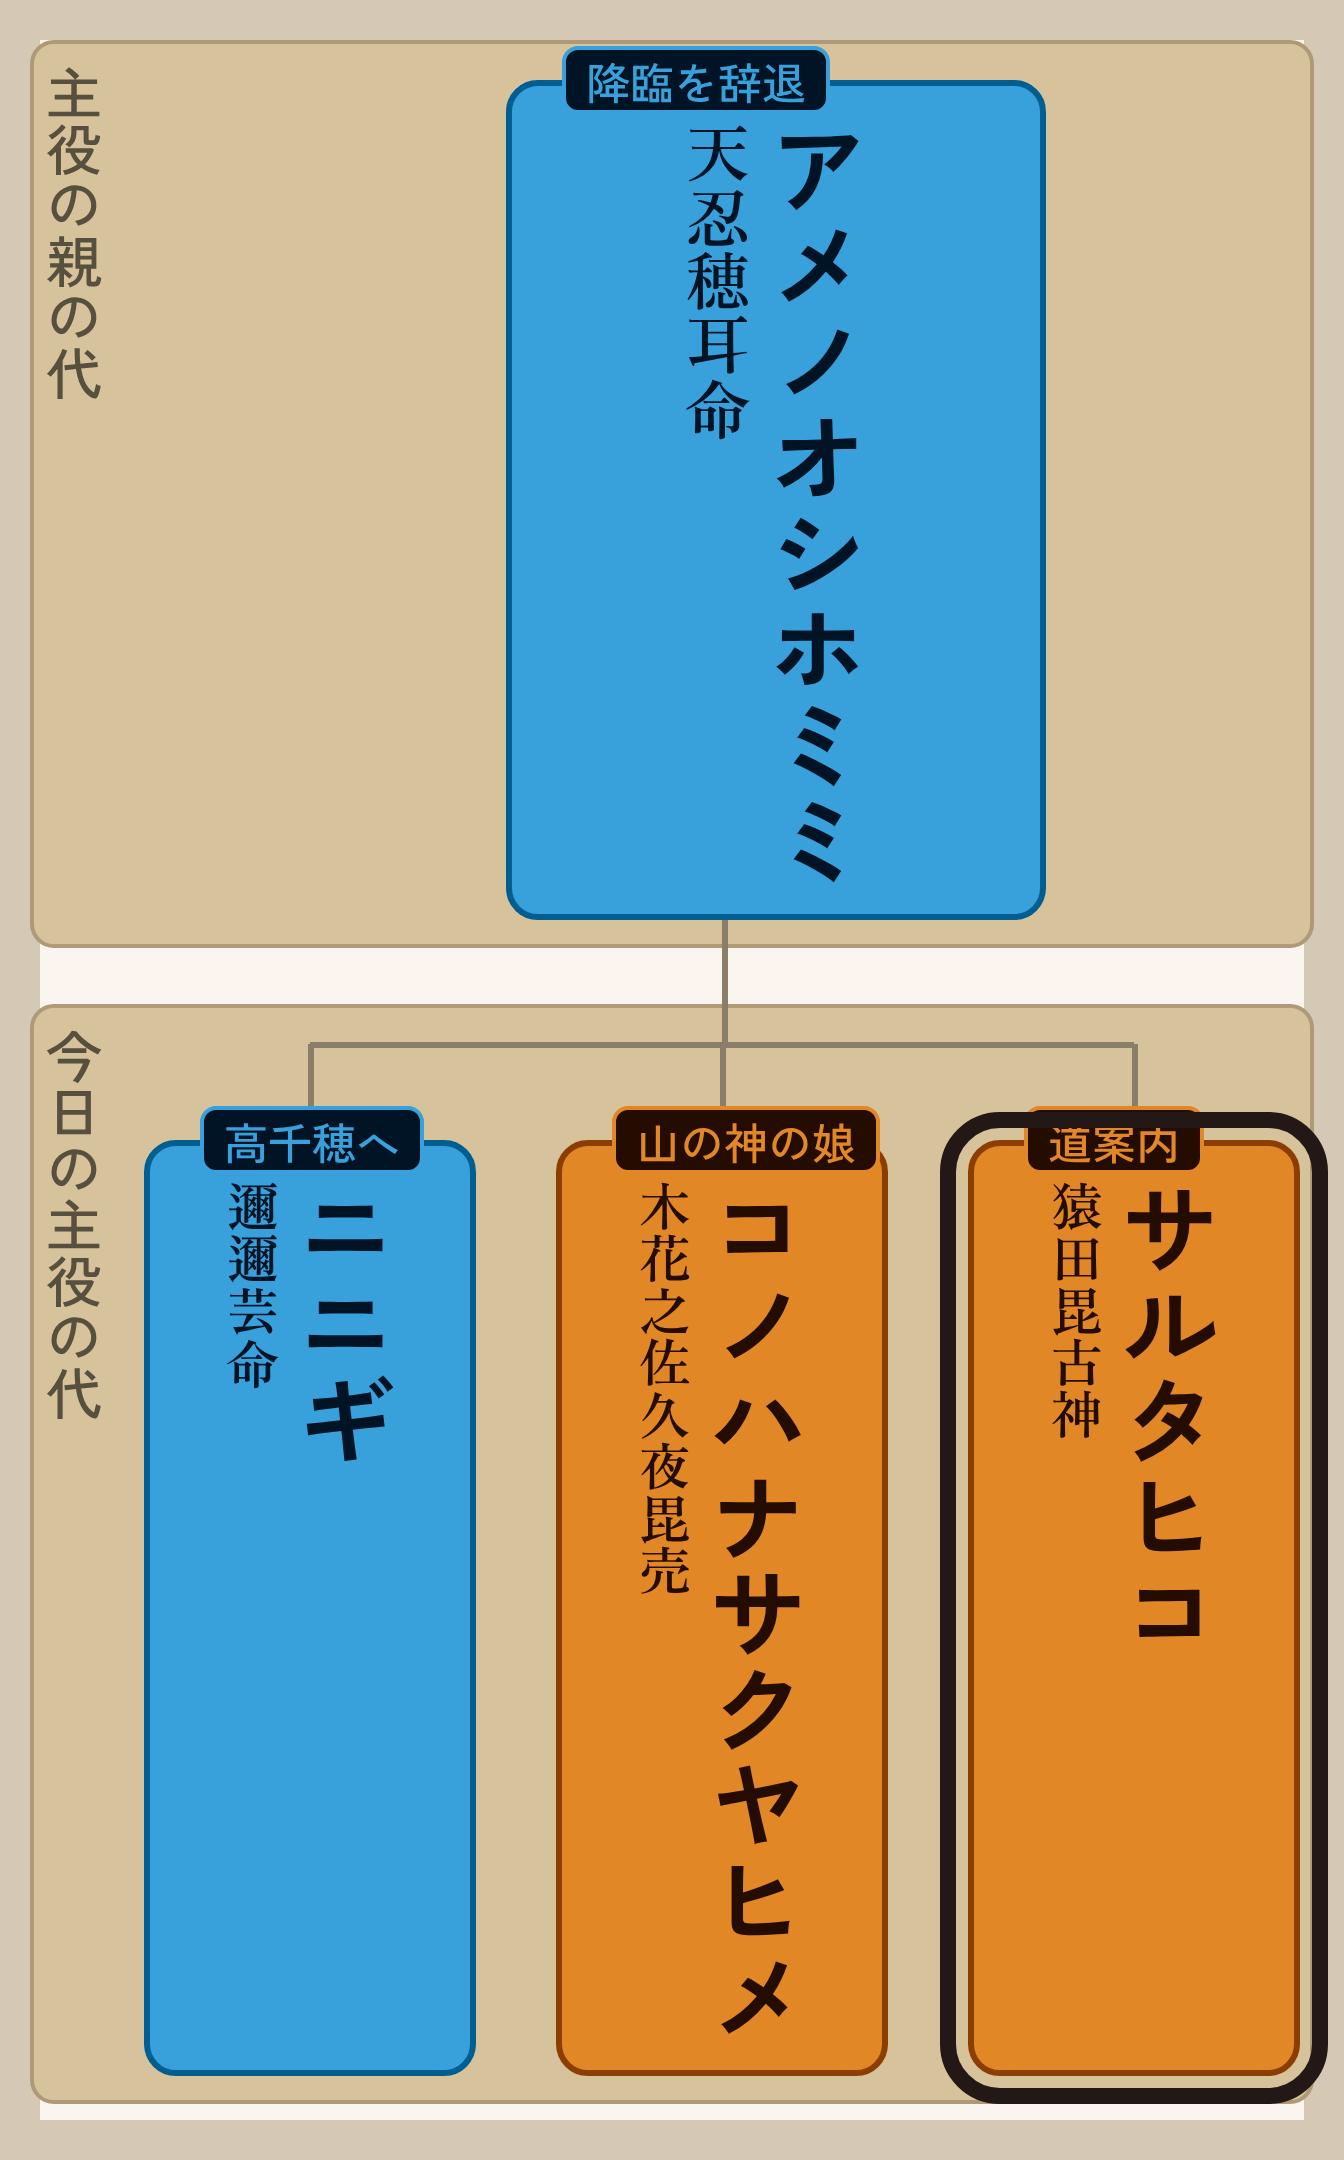 主役の親の代
降臨を辞退
アメノオシホミミ
天忍穂耳命
今日の主役の代
高千穂へ
ニニギ
邇邇芸命
山の神の娘
コノハナサクヤヒメ
木花之佐久夜毘売
道案内
サルタヒコ
猿田毘古神